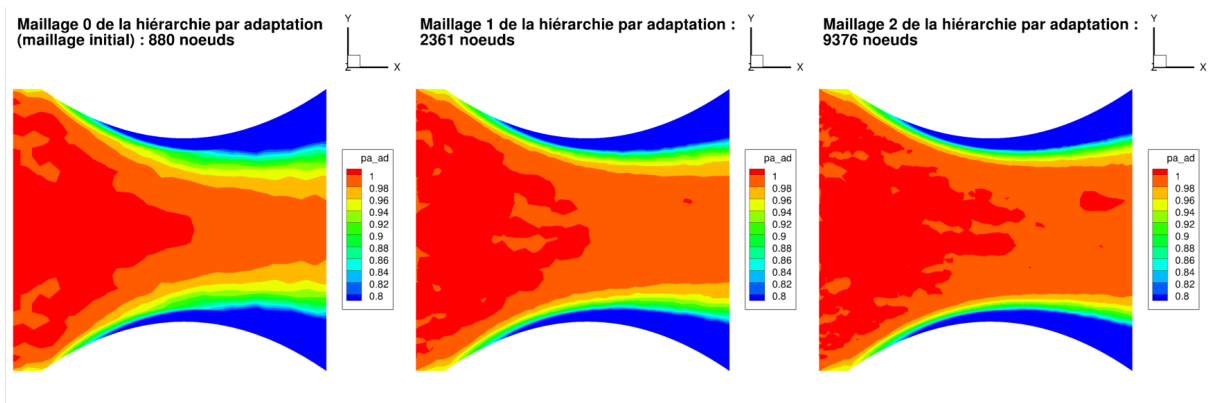 Maillage 0 de la hiérarchie par adaptation
(maillage initial) : 880 noeuds
Y
Z
X
pa_ad
1
0.98
0.96
0.94
0.92
0.9
0.88
0.86
0.84
0.82
0.8
Maillage 1 de la hiérarchie par adaptation :
2361 noeuds
Y
Z
X
pa_ad
1
0.98
0.96
0.94
0.92
0.9
0.88
0.86
0.84
0.82
0.8
Maillage 2 de la hiérarchie par adaptation :
9376 noeuds
Y
Z
X
pa_ad
1
0.98
0.96
0.94
0.92
0.9
0.88
0.86
0.84
0.82
0.8